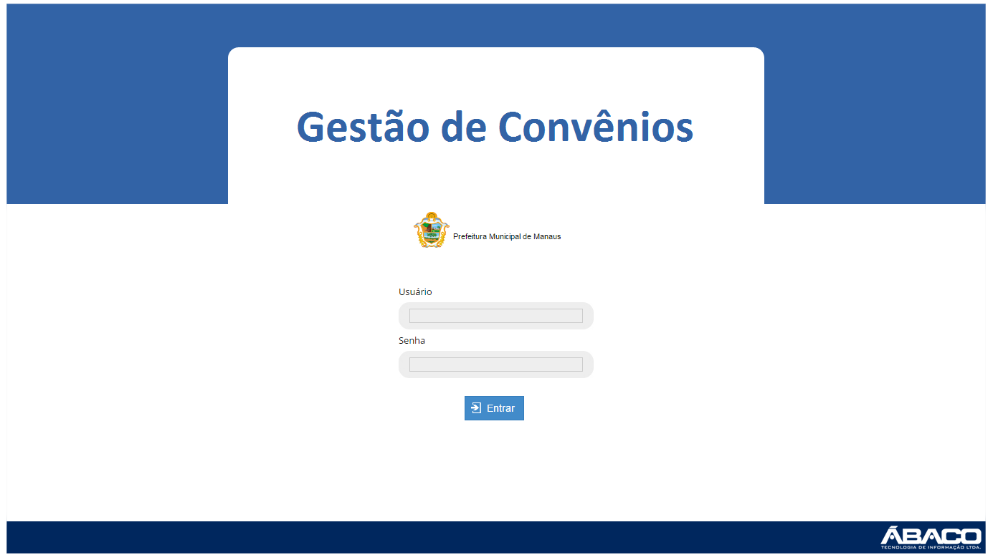 Gestão de Convênios
Prefeitura Municipal de Manaus
Usuário
Senha
Entrar
ÁBACO
TECNOLOGIA DE INFORMAÇÃO LTDA.